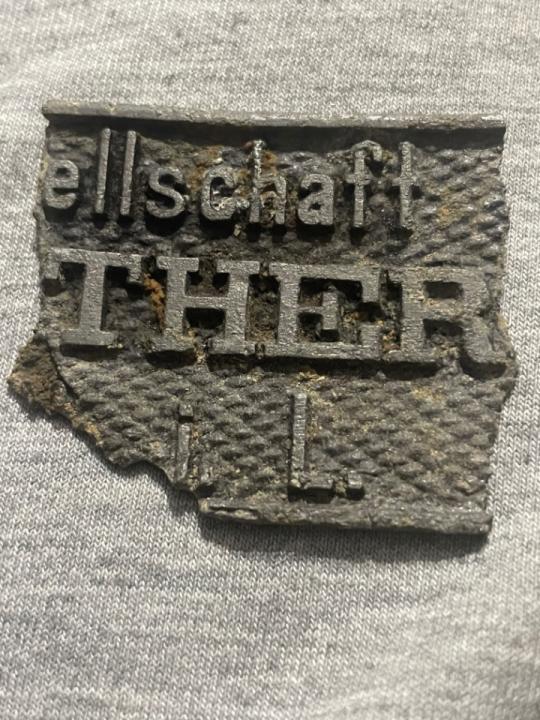 ellschaft
THER
i. L.